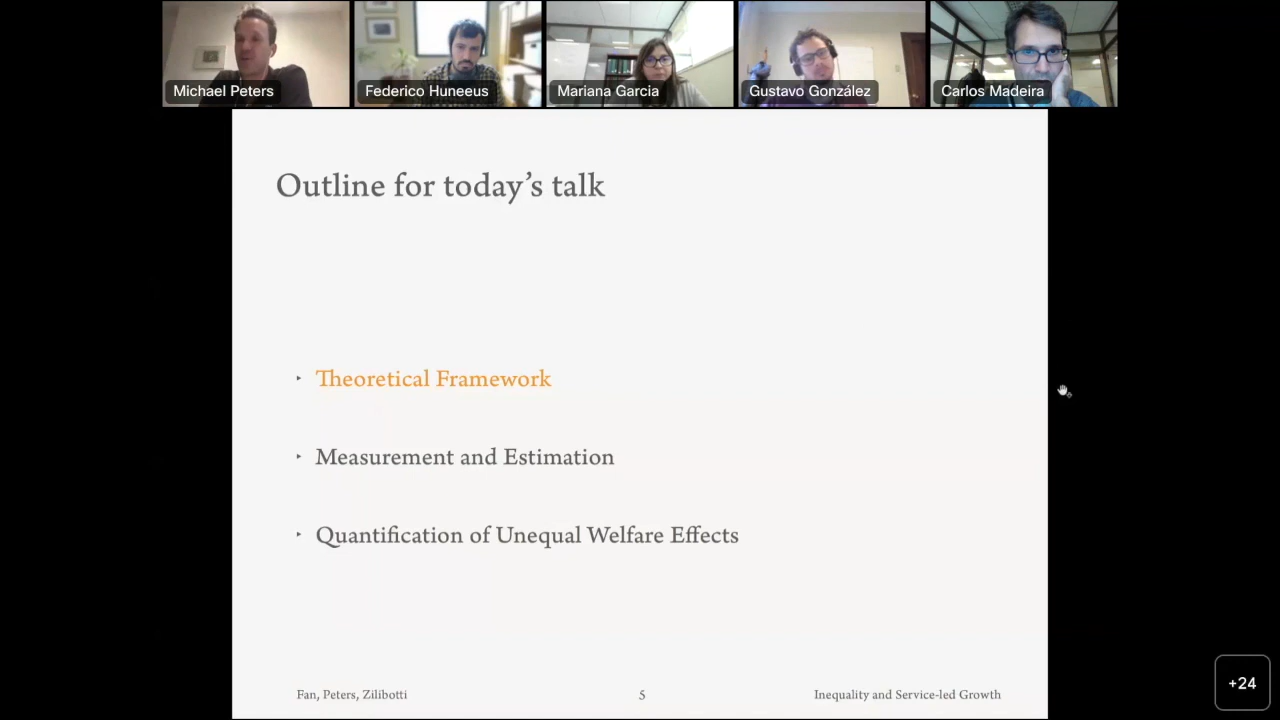 Michael Peters
Federico Huneeus
Mariana Garcia
Gustavo González
Carlos Madeira
Outline for today's talk
‣ Theoretical Framework
‣ Measurement and Estimation
‣ Quantification of Unequal Welfare Effects
Fan, Peters, Zilibotti
5
Inequality and Service-led Growth
+24